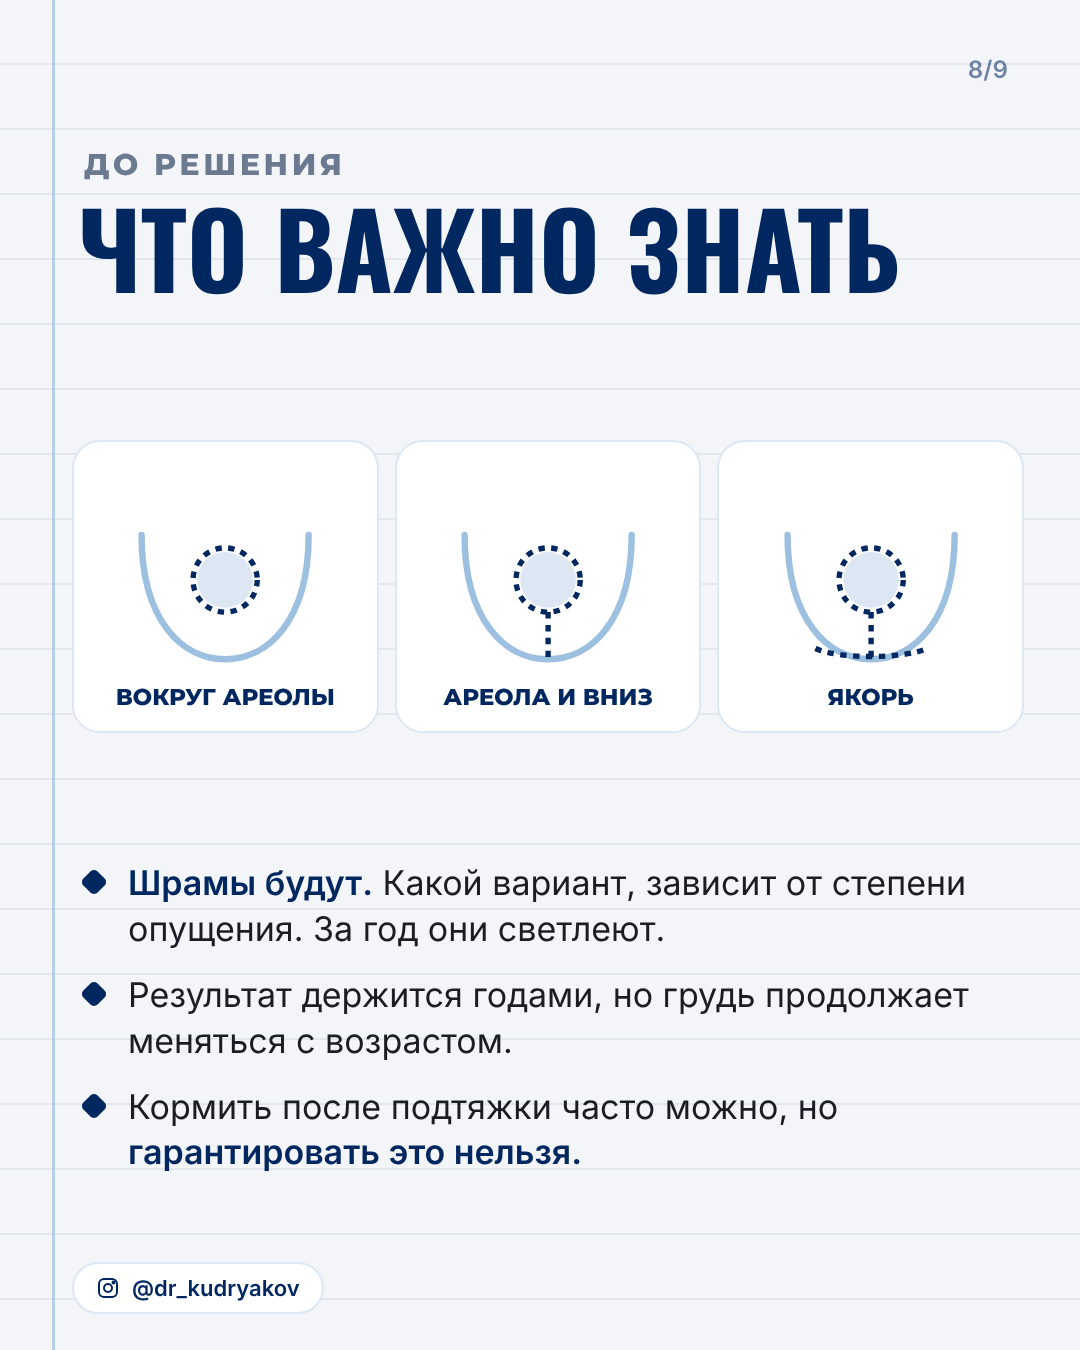 8/9
ДО РЕШЕНИЯ
ЧТО ВАЖНО ЗНАТЬ
ВОКРУГ АРЕОЛЫ
АРЕОЛА И ВНИЗ
ЯКОРЬ
Шрамы будут. Какой вариант, зависит от степени
опущения. За год они светлеют.
Результат держится годами, но грудь продолжает
меняться с возрастом.
Кормить после подтяжки часто можно, но
гарантировать это нельзя.
@dr_kudryakov